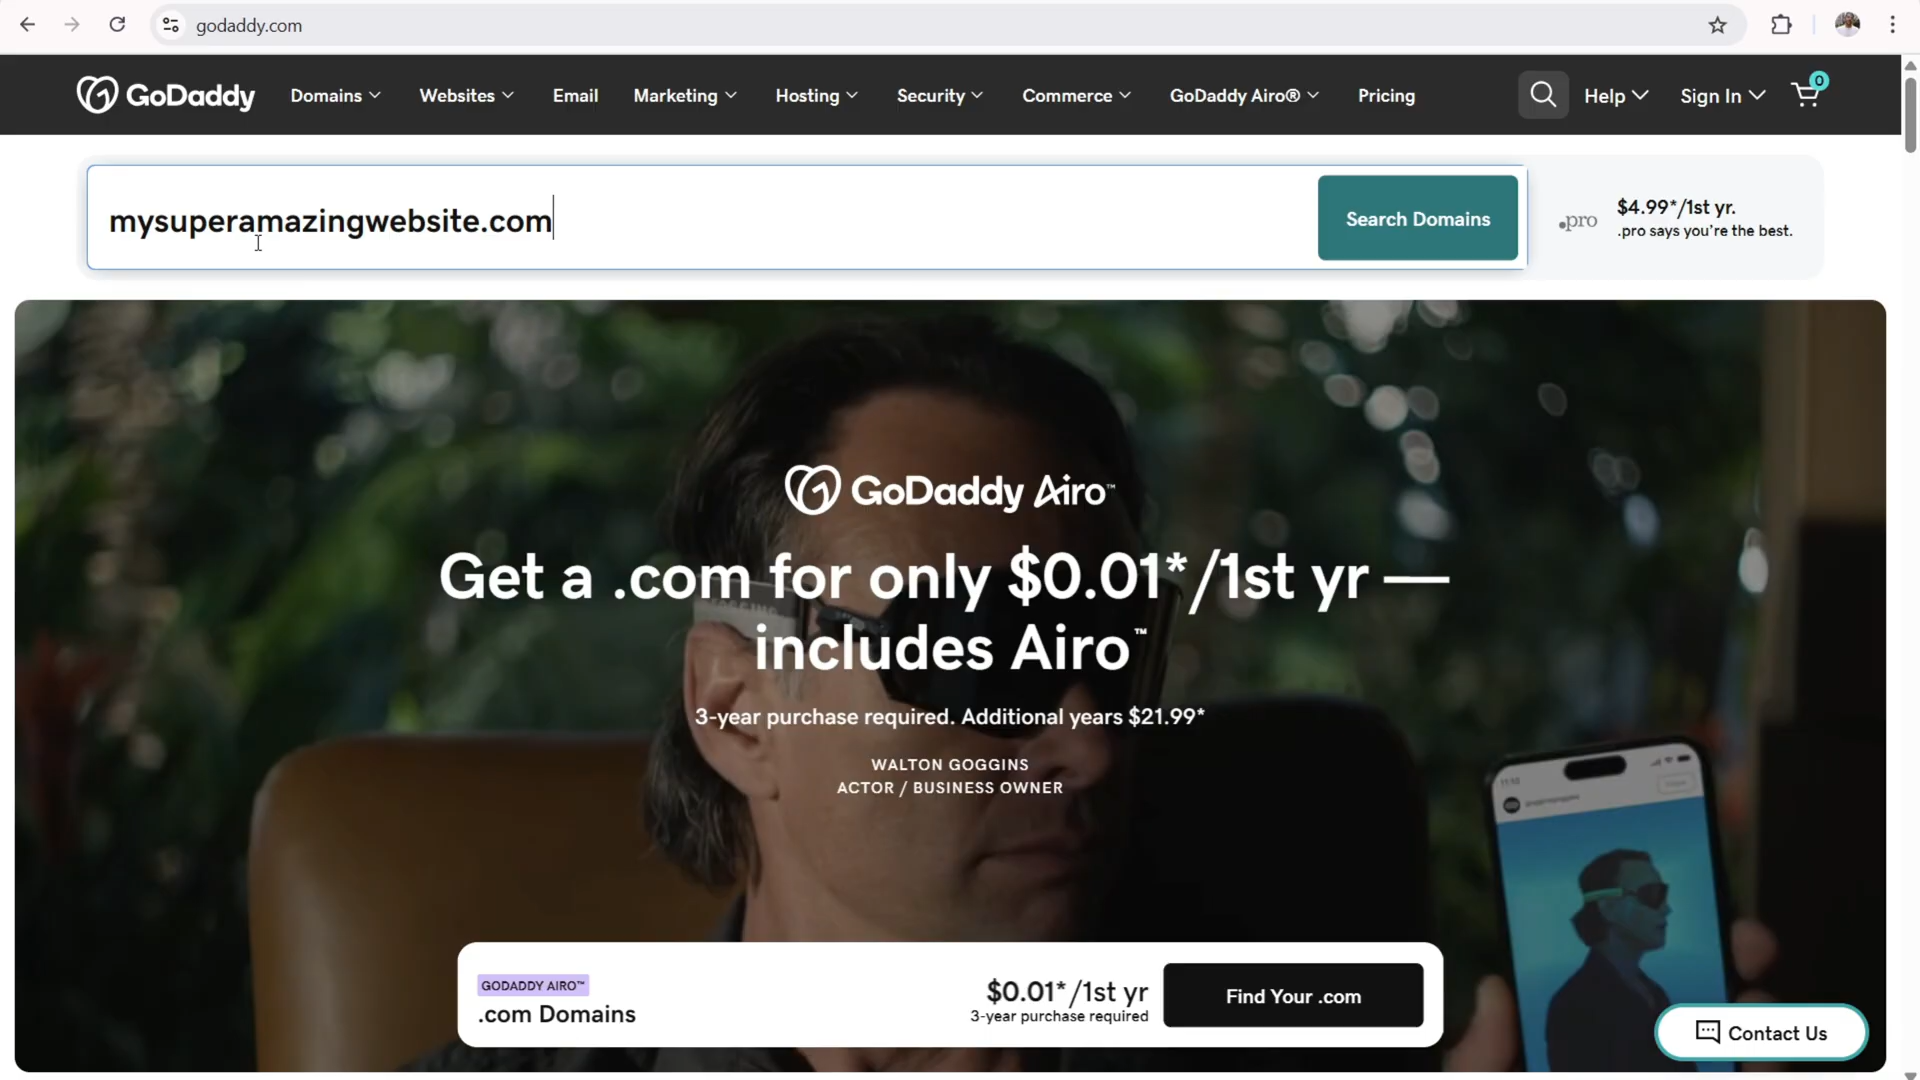 godaddy.com
GoDaddy Domains Websites Email Marketing Hosting Security Commerce GoDaddy Airo® Pricing Help Sign In 0
mysuperamazingwebsite.com
Search Domains
.pro
$4.99*/1st yr.
.pro says you're the best.
GoDaddy Airo™
Get a .com for only $0.01*/1st yr —
includes Airo™
3-year purchase required. Additional years $21.99*
WALTON GOGGINS
ACTOR / BUSINESS OWNER
GODADDY AIRO™
.com Domains
$0.01*/1st yr
3-year purchase required
Find Your .com
Contact Us